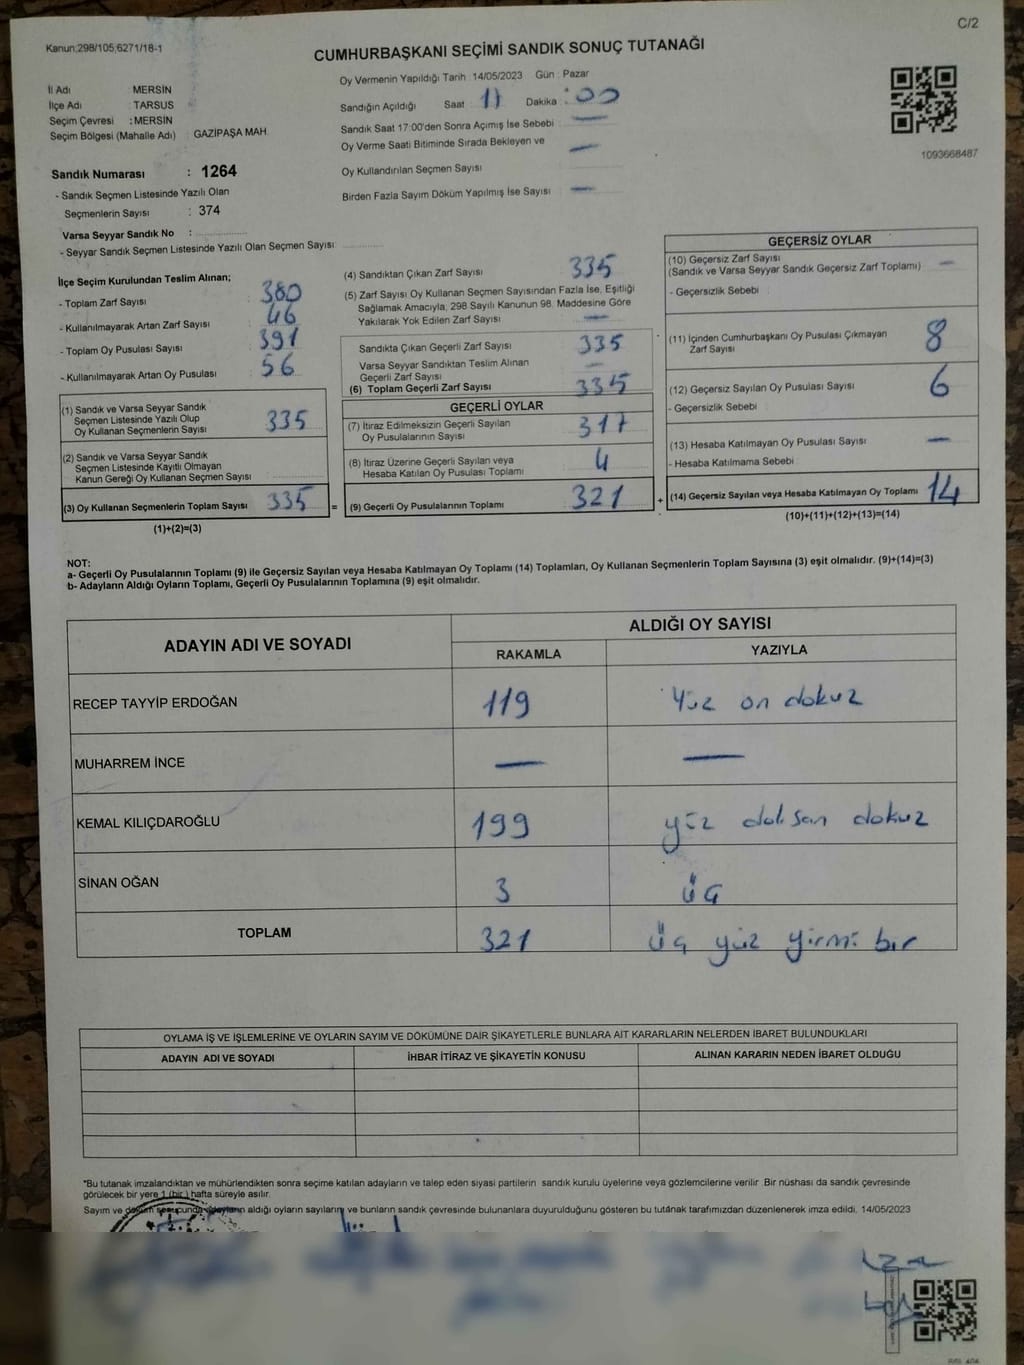 C/2
Kanun;298/105;6271/18-1
CUMHURBAŞKANI SEÇİMİ SANDIK SONUÇ TUTANAĞI
İl Adı : MERSİN
İlçe Adı : TARSUS
Seçim Çevresi : MERSİN
Seçim Bölgesi (Mahalle Adı) GAZİPAŞA MAH.
Oy Vermenin Yapıldığı Tarih : 14/05/2023 Gün : Pazar
Sandığın Açıldığı Saat 17 Dakika : 00
Sandık Saat 17:00'den Sonra Açımış İse Sebebi —
Oy Verme Saati Bitiminde Sırada Bekleyen ve
Oy Kullandırılan Seçmen Sayısı —
Birden Fazla Sayım Döküm Yapılmış İse Sayısı —
1093668487
Sandık Numarası : 1264
- Sandık Seçmen Listesinde Yazılı Olan
Seçmenlerin Sayısı : 374
Varsa Seyyar Sandık No :
- Seyyar Sandık Seçmen Listesinde Yazılı Olan Seçmen Sayısı:
İlçe Seçim Kurulundan Teslim Alınan;
- Toplam Zarf Sayısı 380
- Kullanılmayarak Artan Zarf Sayısı 46
- Toplam Oy Pusulası Sayısı 391
- Kullanılmayarak Artan Oy Pusulası 56
(1) Sandık ve Varsa Seyyar Sandık
Seçmen Listesinde Yazılı Olup
Oy Kullanan Seçmenlerin Sayısı 335
(2) Sandık ve Varsa Seyyar Sandık
Seçmen Listesinde Kayıtlı Olmayan
Kanun Gereği Oy Kullanan Seçmen Sayısı
(3) Oy Kullanan Seçmenlerin Toplam Sayısı 335 =
(1)+(2)=(3)
(4) Sandıktan Çıkan Zarf Sayısı 335
(5) Zarf Sayısı Oy Kullanan Seçmen Sayısından Fazla İse, Eşitliği
Sağlamak Amacıyla; 298 Sayılı Kanunun 98. Maddesine Göre
Yakılarak Yok Edilen Zarf Sayısı —
Sandıkta Çıkan Geçerli Zarf Sayısı 335
Varsa Seyyar Sandıktan Teslim Alınan
Geçerli Zarf Sayısı —
(6) Toplam Geçerli Zarf Sayısı 335
GEÇERLİ OYLAR
(7) İtiraz Edilmeksizin Geçerli Sayılan
Oy Pusulalarının Sayısı 317
(8) İtiraz Üzerine Geçerli Sayılan veya
Hesaba Katılan Oy Pusulası Toplamı 4
(9) Geçerli Oy Pusulalarının Toplamı 321 +
GEÇERSİZ OYLAR
(10) Geçersiz Zarf Sayısı
(Sandık ve Varsa Seyyar Sandık Geçersiz Zarf Toplamı) —
- Geçersizlik Sebebi
(11) İçinden Cumhurbaşkanı Oy Pusulası Çıkmayan
Zarf Sayısı 8
(12) Geçersiz Sayılan Oy Pusulası Sayısı 6
- Geçersizlik Sebebi
(13) Hesaba Katılmayan Oy Pusulası Sayısı —
- Hesaba Katılmama Sebebi
(14) Geçersiz Sayılan veya Hesaba Katılmayan Oy Toplamı 14
(10)+(11)+(12)+(13)=(14)
NOT:
a- Geçerli Oy Pusulalarının Toplamı (9) ile Geçersiz Sayılan veya Hesaba Katılmayan Oy Toplamı (14) Toplamları, Oy Kullanan Seçmenlerin Toplam Sayısına (3) eşit olmalıdır. (9)+(14)=(3)
b- Adayların Aldığı Oyların Toplamı, Geçerli Oy Pusulalarının Toplamına (9) eşit olmalıdır.
ADAYIN ADI VE SOYADI ALDIĞI OY SAYISI
RAKAMLA YAZIYLA
RECEP TAYYİP ERDOĞAN 119 Yüz on dokuz
MUHARREM İNCE — —
KEMAL KILIÇDAROĞLU 199 yüz doksan dokuz
SİNAN OĞAN 3 üç
TOPLAM 321 üç yüz yirmi bir
OYLAMA İŞ VE İŞLEMLERİNE VE OYLARIN SAYIM VE DÖKÜMÜNE DAİR ŞİKAYETLERLE BUNLARA AİT KARARLARIN NELERDEN İBARET BULUNDUKLARI
ADAYIN ADI VE SOYADI İHBAR İTİRAZ VE ŞİKAYETİN KONUSU ALINAN KARARIN NEDEN İBARET OLDUĞU
*Bu tutanak imzalandıktan ve mühürlendikten sonra seçime katılan adayların ve talep eden siyasi partilerin sandık kurulu üyelerine veya gözlemcilerine verilir. Bir nüshası da sandık çevresinde
görülecek bir yere 1 (bir ) hafta süreyle asılır.
Sayım ve döküm sonucunda adayların aldığı oyların sayılarını ve bunların sandık çevresinde bulunanlara duyurulduğunu gösteren bu tutânak tarafımızdan düzenlenerek imza edildi. 14/05/2023